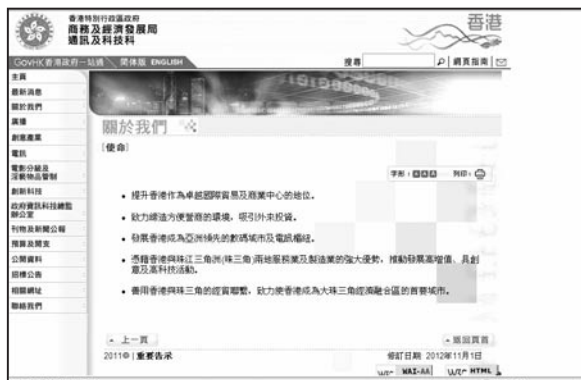 香港特別行政區政府
商務及經濟發展局
通訊及科技科
香港
GovHK香港政府一站通 简体版 ENGLISH 搜尋 網頁指南
主頁
最新消息
關於我們
廣播
創意產業
電訊
電影分級及
淫褻物品管制
創新科技
政府資訊科技總監
辦公室
刊物及新聞公報
預算及開支
公開資料
招標公告
相關網址
聯絡我們
關於我們
[使命]
字形： A A A 列印：
• 提升香港作為卓越國際貿易及商業中心的地位。
• 致力締造方便營商的環境，吸引外來投資。
• 發展香港成為亞洲領先的數碼城市及電訊樞紐。
• 憑藉香港與珠江三角洲(珠三角)兩地服務業及製造業的強大優勢，推動發展高增值、具創
意及高科技活動。
• 善用香港與珠三角的經貿聯繫，致力使香港成為大珠三角經濟融合區的首要城市。
上一頁 返回頁首
2011© | 重要告示 修訂日期 2012年11月1日
W3C WAI-AA W3C HTML